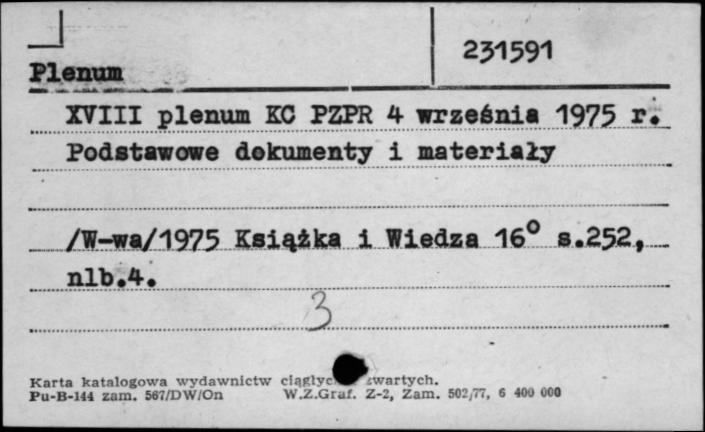 231591
Plenum
XVIII plenum KC PZPR 4 września 1975 r.
Podstawowe dokumenty i materiały
/W-wa/1975 Książka i Wiedza 16° s.252,
nlb.4.
3
Karta katalogowa wydawnictw
Pu-B-144 zam. 567/DW/On W.Z.Graf. Z-2, Zam. 502/77, 6 400 000